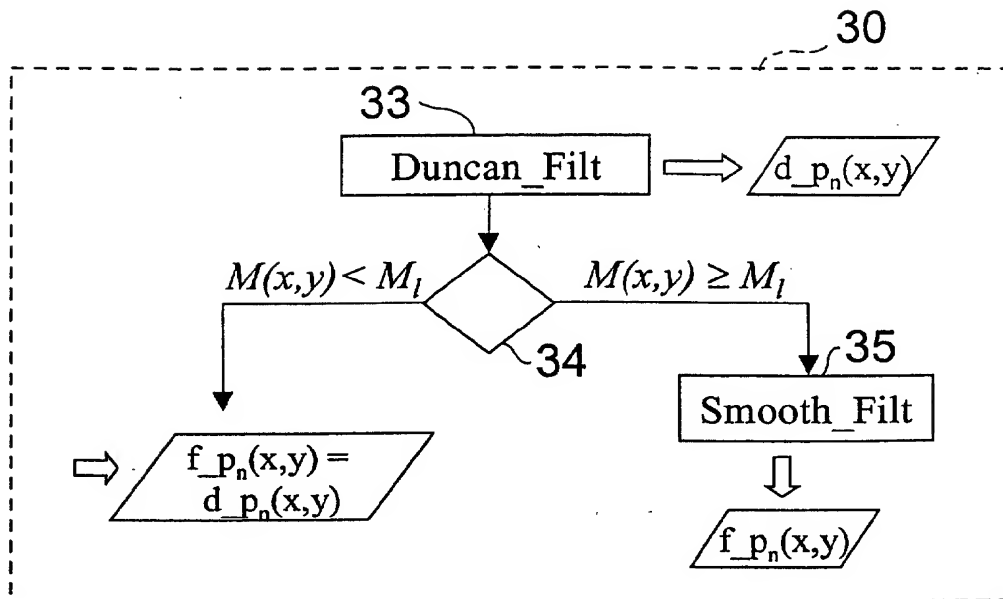 30
33
Duncan_Filt
d_pₙ(x,y)
M(x,y) < Mₗ
M(x,y) ≥ Mₗ
34
35
Smooth_Filt
f_pₙ(x,y) =
d_pₙ(x,y)
f_pₙ(x,y)